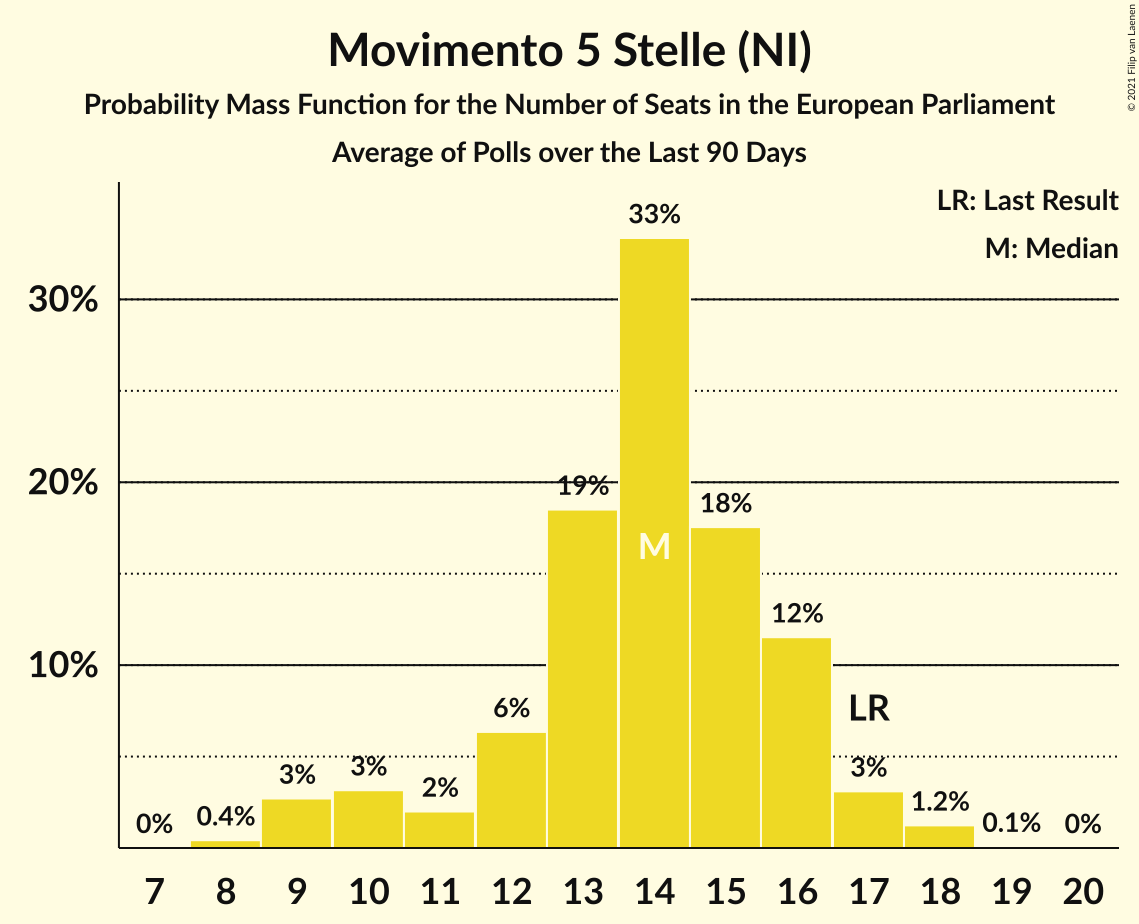 Movimento 5 Stelle (NI)
Probability Mass Function for the Number of Seats in the European Parliament
Average of Polls over the Last 90 Days
© 2021 Filip van Laenen
LR: Last Result
M: Median
33%
30%
20%
19%
18%
M
12%
10%
LR
6%
3%
3%
3%
2%
1.2%
0.4%
0.1%
0%
0%
7 8 9 10 11 12 13 14 15 16 17 18 19 20